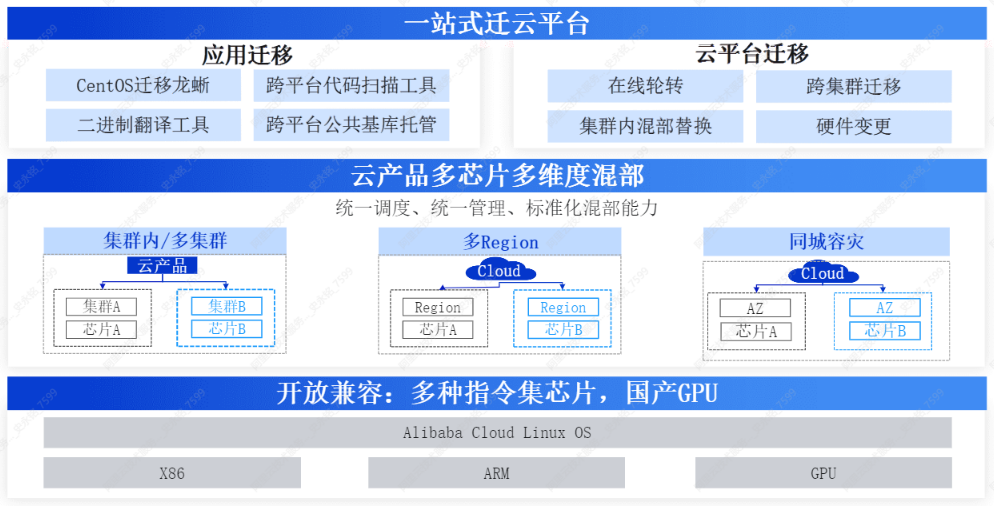 一站式迁云平台
应用迁移
云平台迁移
CentOS迁移龙蜥 跨平台代码扫描工具
在线轮转 跨集群迁移
二进制翻译工具 跨平台公共基库托管
集群内混部替换 硬件变更
云产品多芯片多维度混部
统一调度、统一管理、标准化混部能力
集群内/多集群 多Region 同城容灾
云产品
Cloud
Cloud
集群A 集群B
芯片A 芯片B
Region Region
芯片A 芯片B
AZ AZ
芯片A 芯片B
开放兼容：多种指令集芯片，国产GPU
Alibaba Cloud Linux OS
X86 ARM GPU